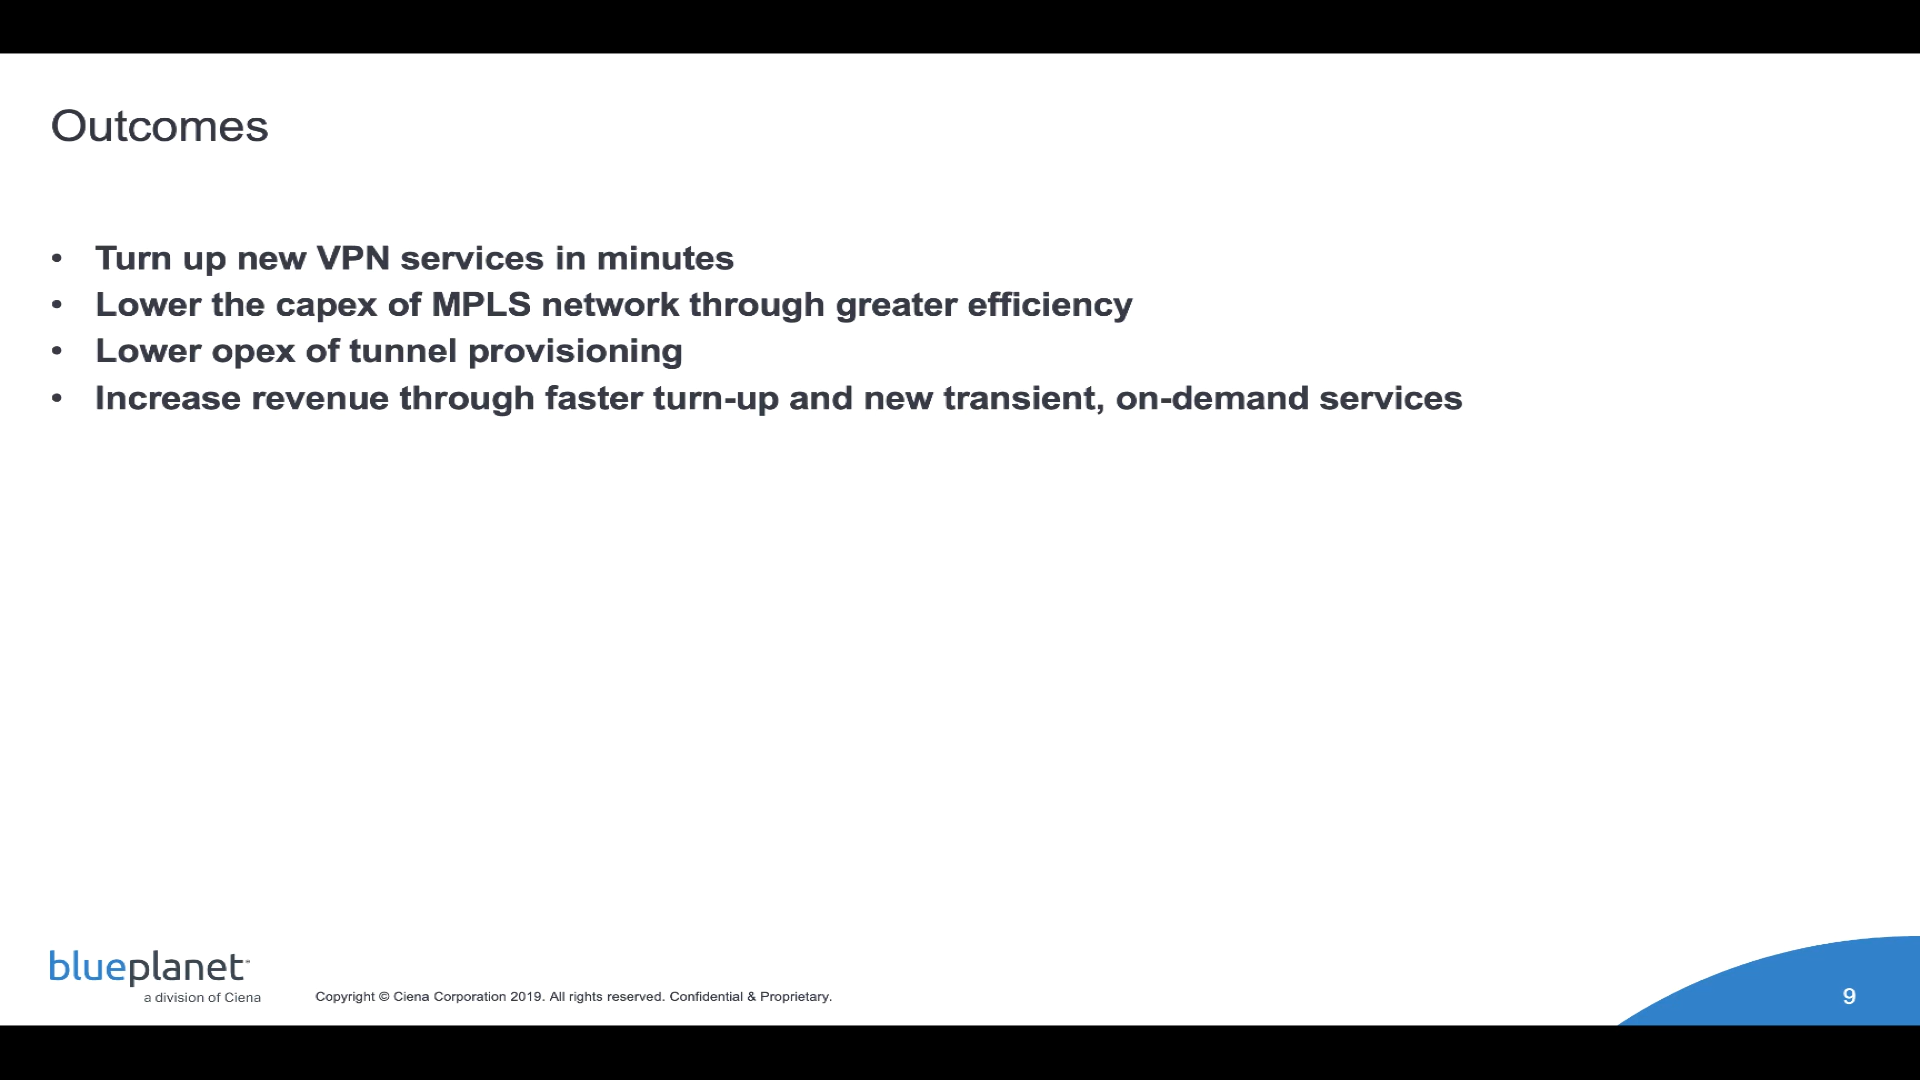 Outcomes
• Turn up new VPN services in minutes
• Lower the capex of MPLS network through greater efficiency
• Lower opex of tunnel provisioning
• Increase revenue through faster turn-up and new transient, on-demand services
blueplanet™
a division of Ciena
Copyright © Ciena Corporation 2019. All rights reserved. Confidential & Proprietary.
9